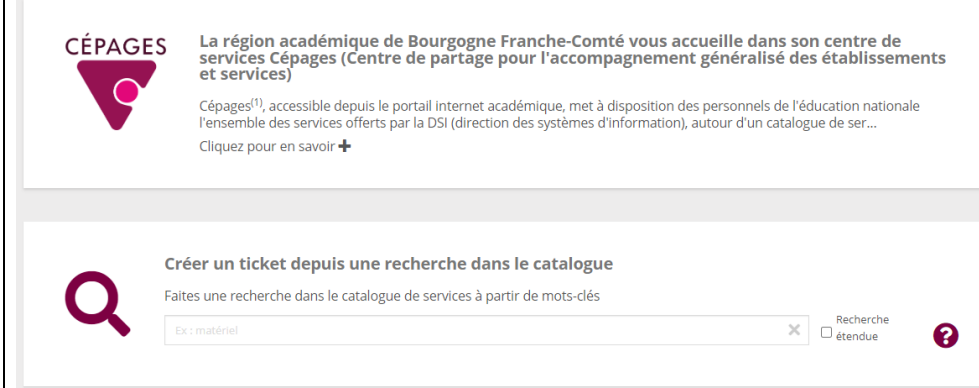 CÉPAGES
La région académique de Bourgogne Franche-Comté vous accueille dans son centre de
services Cépages (Centre de partage pour l'accompagnement généralisé des établissements
et services)
Cépages(1), accessible depuis le portail internet académique, met à disposition des personnels de l'éducation nationale
l'ensemble des services offerts par la DSI (direction des systèmes d'information), autour d'un catalogue de ser...
Cliquez pour en savoir +
Créer un ticket depuis une recherche dans le catalogue
Faites une recherche dans le catalogue de services à partir de mots-clés
Ex : matériel
Recherche
étendue